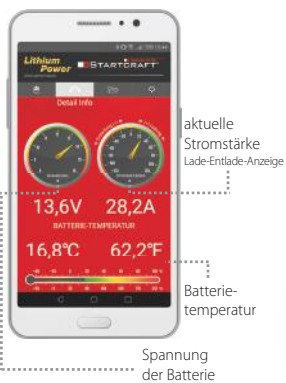 Lithium
Power
STARTCRAFT
Detail Info
13,6V
28,2A
BATTERIE-TEMPERATUR
16,8°C
62,2°F
aktuelle
Stromstärke
Lade-Entlade-Anzeige
Batterie-
temperatur
Spannung
der Batterie